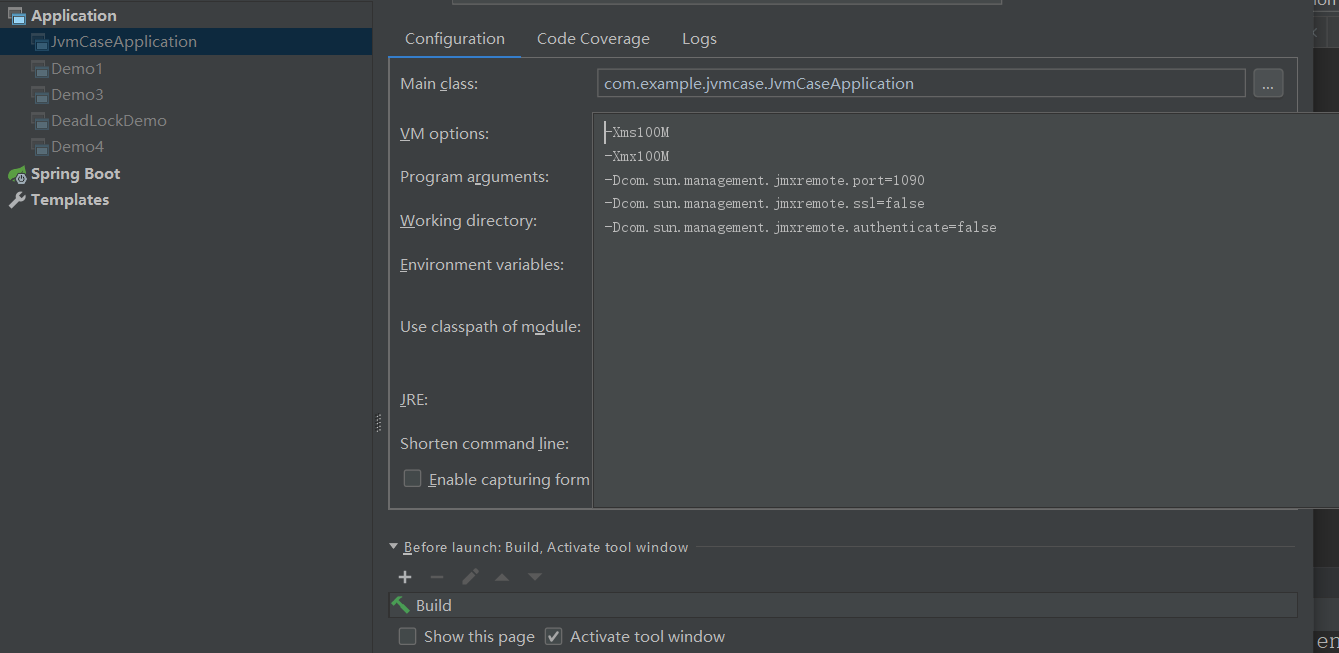 Application
JvmCaseApplication
Demo1
Demo3
DeadLockDemo
Demo4
Spring Boot
Templates
Configuration Code Coverage Logs
Main class: com.example.jvmcase.JvmCaseApplication ...
VM options:
-Xms100M
-Xmx100M
-Dcom.sun.management.jmxremote.port=1090
-Dcom.sun.management.jmxremote.ssl=false
-Dcom.sun.management.jmxremote.authenticate=false
Program arguments:
Working directory:
Environment variables:
Use classpath of module:
JRE:
Shorten command line:
Enable capturing form
Before launch: Build, Activate tool window
Build
Show this page Activate tool window